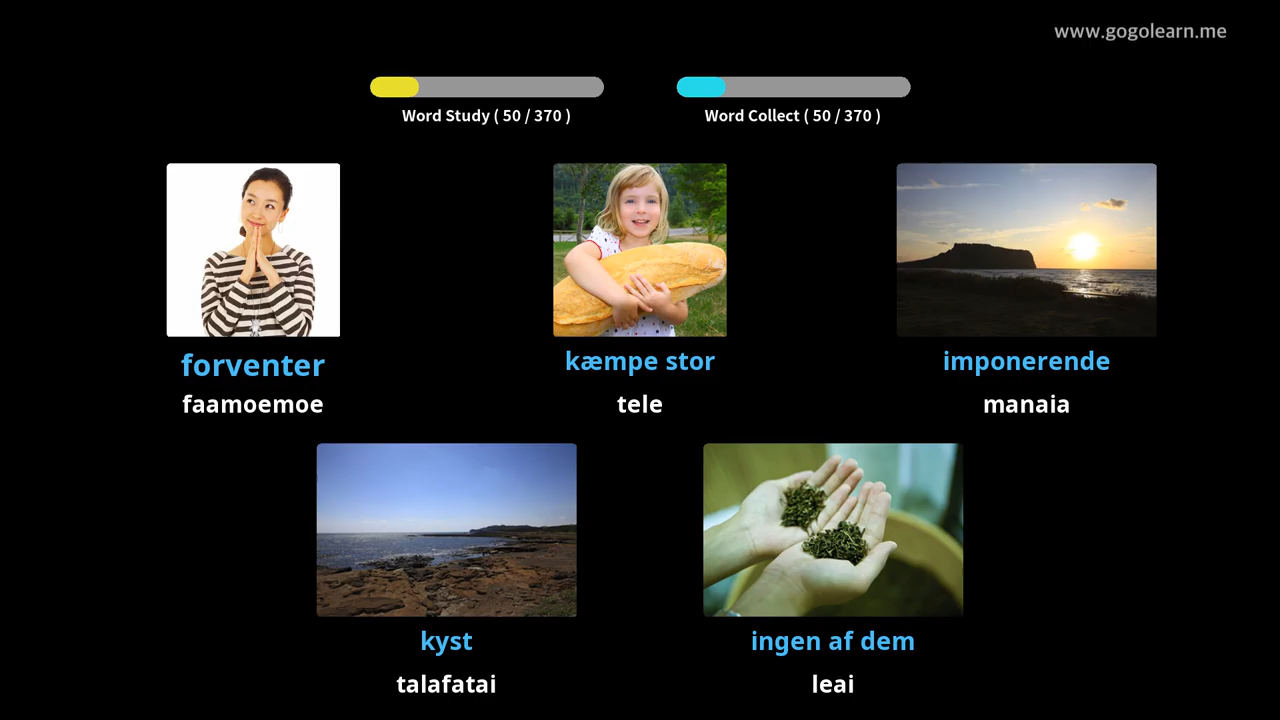 www.gogolearn.me
Word Study ( 50 / 370 )
Word Collect ( 50 / 370 )
forventer
faamoemoe
kæmpe stor
tele
imponerende
manaia
kyst
talafatai
ingen af dem
leai